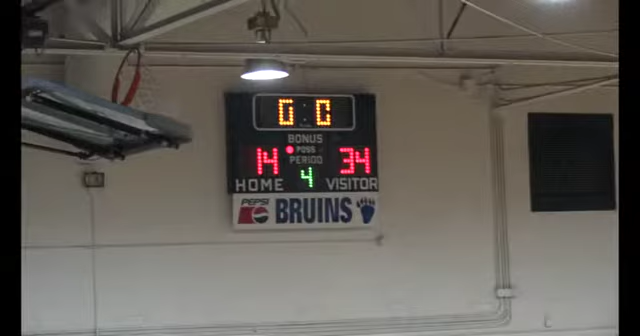 0:0
BONUS
POSS
PERIOD
14 34
4
HOME VISITOR
PEPSI BRUINS